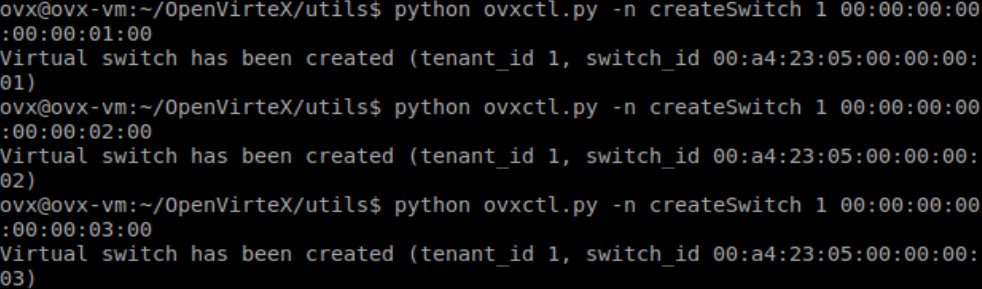 ovx@ovx-vm:~/OpenVirteX/utils$ python ovxctl.py -n createSwitch 1 00:00:00:00
:00:00:01:00
Virtual switch has been created (tenant_id 1, switch_id 00:a4:23:05:00:00:00:
01)
ovx@ovx-vm:~/OpenVirteX/utils$ python ovxctl.py -n createSwitch 1 00:00:00:00
:00:00:02:00
Virtual switch has been created (tenant_id 1, switch_id 00:a4:23:05:00:00:00:
02)
ovx@ovx-vm:~/OpenVirteX/utils$ python ovxctl.py -n createSwitch 1 00:00:00:00
:00:00:03:00
Virtual switch has been created (tenant_id 1, switch_id 00:a4:23:05:00:00:00:
03)